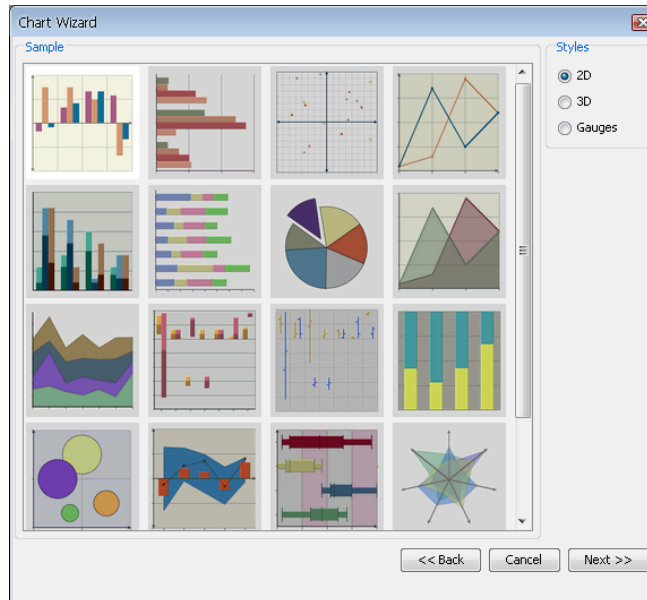 Chart Wizard
Sample
Styles
2D
3D
Gauges
<< Back
Cancel
Next >>